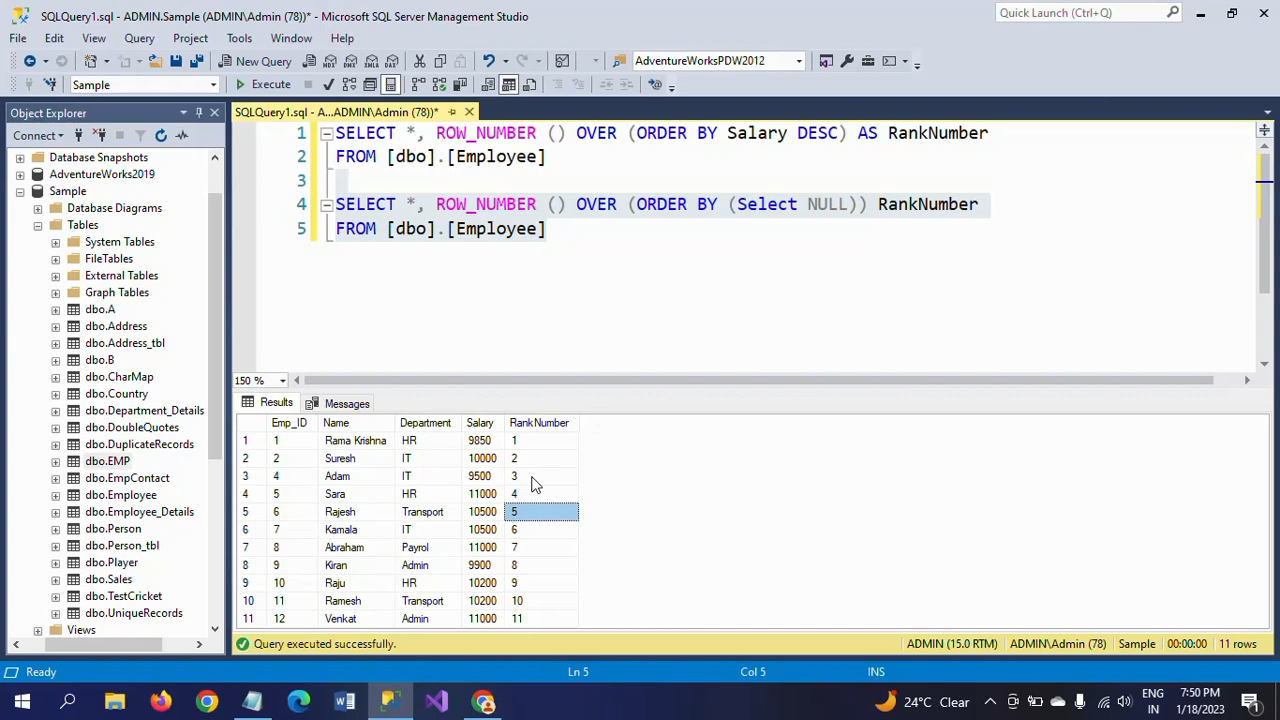 SQLQuery1.sql - ADMIN.Sample (ADMIN\Admin (78))* - Microsoft SQL Server Management Studio
Quick Launch (Ctrl+Q)
File Edit View Query Project Tools Window Help
New Query
MDX DMX XMLA DAX
AdventureWorksPDW2012
Sample
Execute
Object Explorer
SQLQuery1.sql - A...ADMIN\Admin (78))*
Connect
Database Snapshots
AdventureWorks2019
Sample
Database Diagrams
Tables
System Tables
FileTables
External Tables
Graph Tables
dbo.A
dbo.Address
dbo.Address_tbl
dbo.B
dbo.CharMap
dbo.Country
dbo.Department_Details
dbo.DoubleQuotes
dbo.DuplicateRecords
dbo.EMP
dbo.EmpContact
dbo.Employee
dbo.Employee_Details
dbo.Person
dbo.Person_tbl
dbo.Player
dbo.Sales
dbo.TestCricket
dbo.UniqueRecords
Views
1 SELECT *, ROW_NUMBER () OVER (ORDER BY Salary DESC) AS RankNumber
2 FROM [dbo].[Employee]
3
4 SELECT *, ROW_NUMBER () OVER (ORDER BY (Select NULL)) RankNumber
5 FROM [dbo].[Employee]
150 %
Results Messages
Emp_ID Name Department Salary RankNumber
1 1 Rama Krishna HR 9850 1
2 2 Suresh IT 10000 2
3 4 Adam IT 9500 3
4 5 Sara HR 11000 4
5 6 Rajesh Transport 10500 5
6 7 Kamala IT 10500 6
7 8 Abraham Payrol 11000 7
8 9 Kiran Admin 9900 8
9 10 Raju HR 10200 9
10 11 Ramesh Transport 10200 10
11 12 Venkat Admin 11000 11
Query executed successfully. ADMIN (15.0 RTM) ADMIN\Admin (78) Sample 00:00:00 11 rows
Ready Ln 5 Col 5 INS
24°C Clear
ENG
IN
7:50 PM
1/18/2023
1